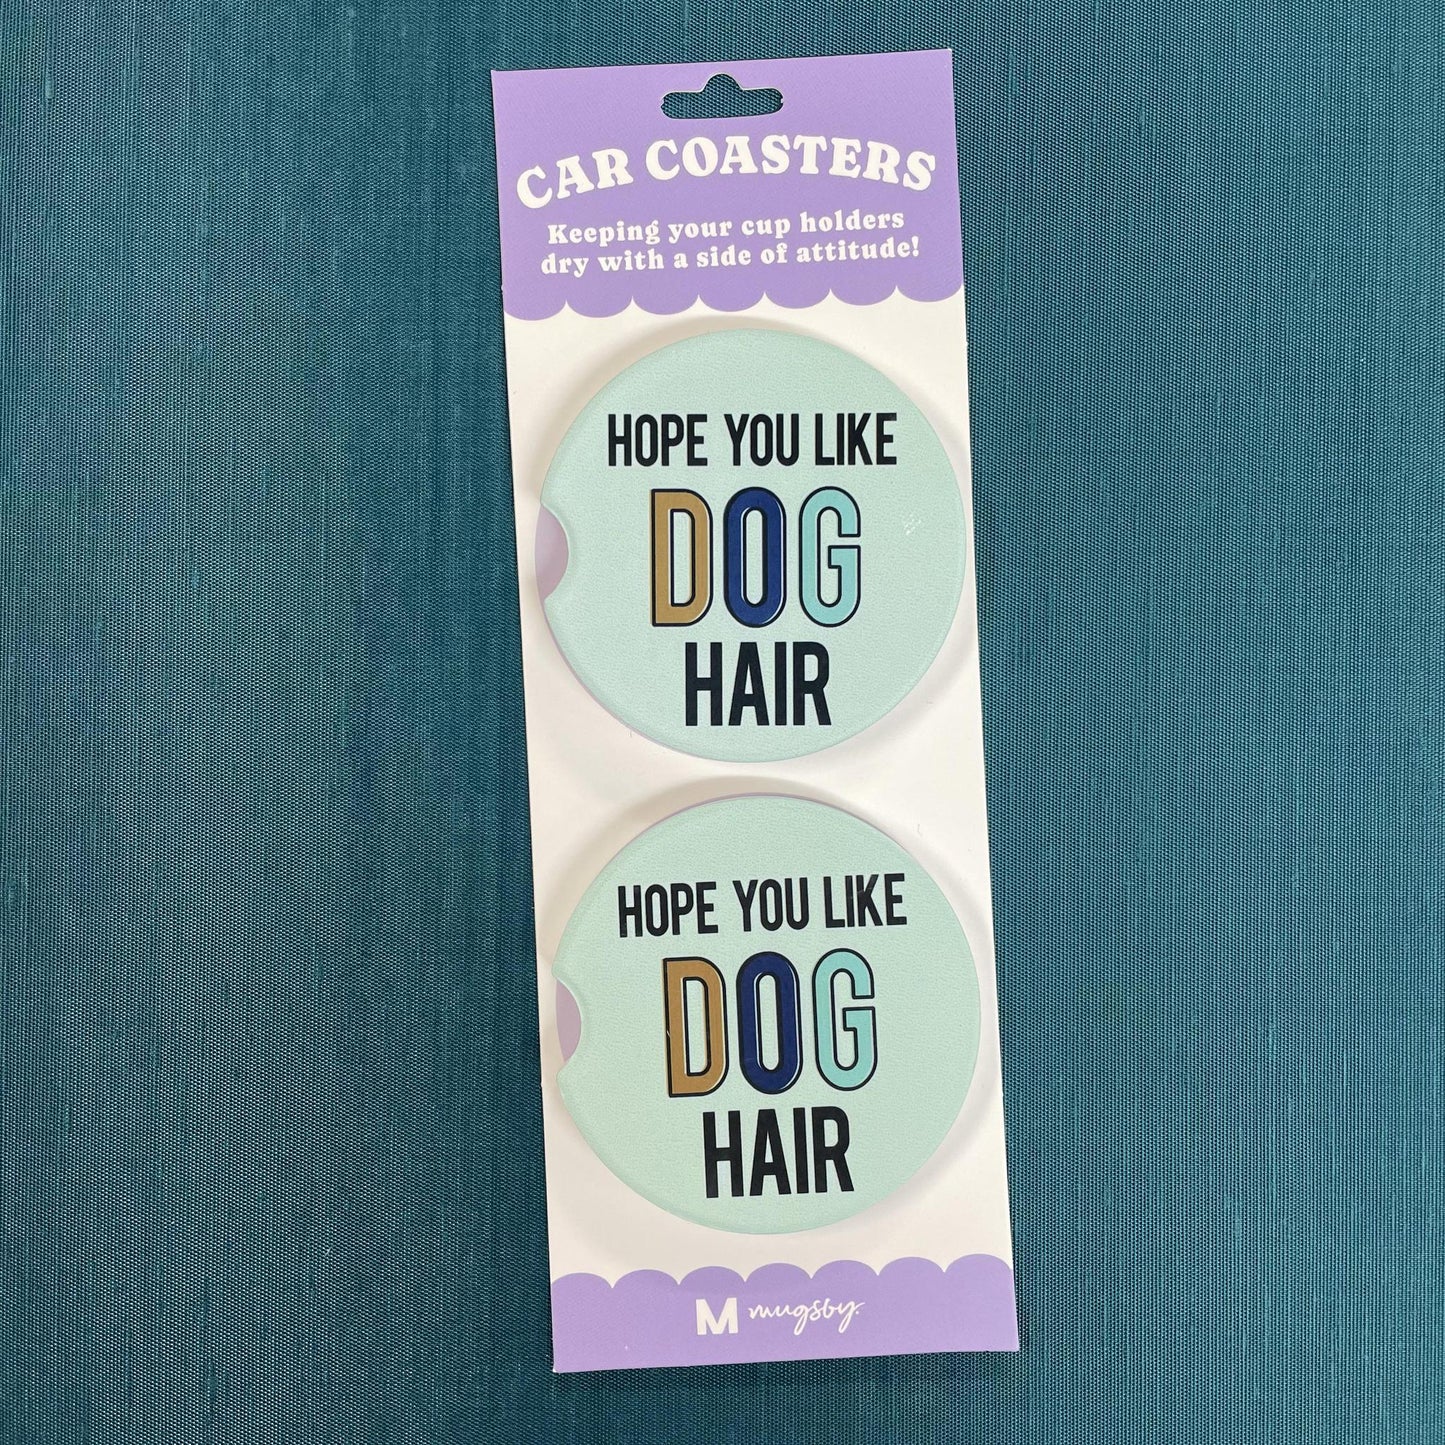 CAR COASTERS
Keeping your cup holders
dry with a side of attitude!
HOPE YOU LIKE
DOG
HAIR
HOPE YOU LIKE
DOG
HAIR
M mugsby.